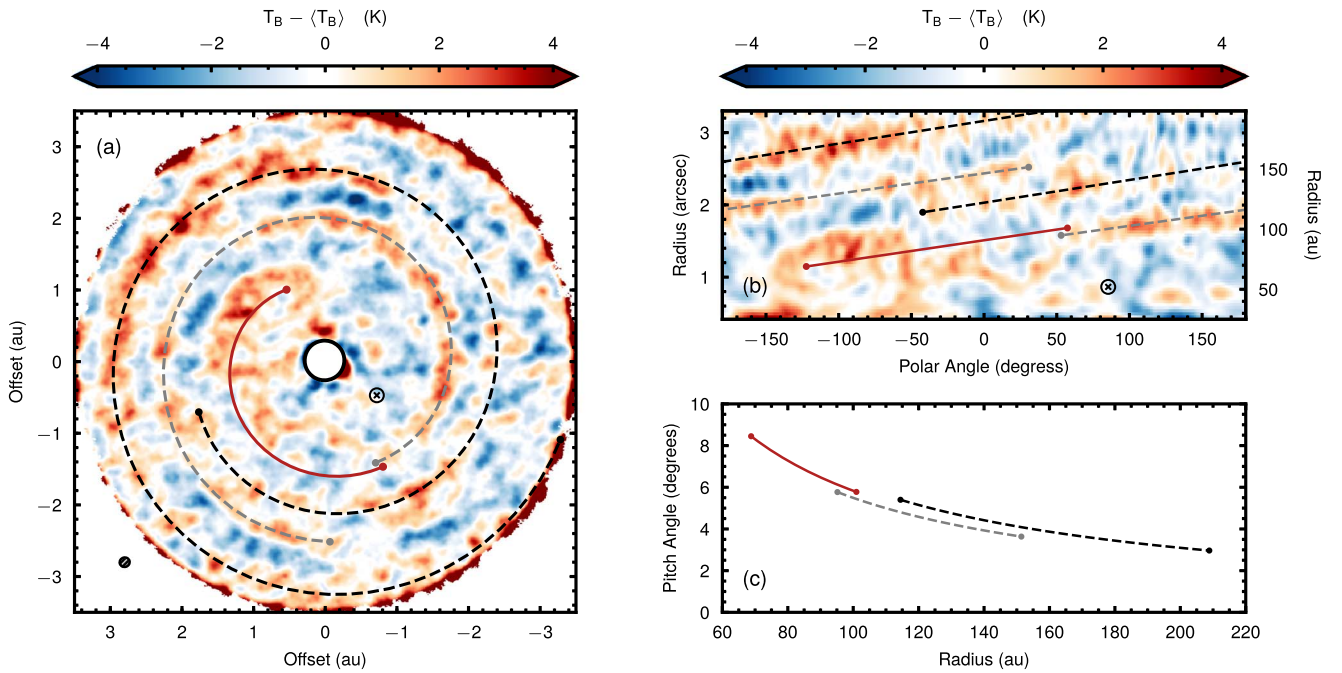 T_B − ⟨T_B⟩ (K)
−4 −2 0 2 4
(a)
3
2
1
0
−1
−2
−3
Offset (au)
3 2 1 0 −1 −2 −3
Offset (au)
T_B − ⟨T_B⟩ (K)
−4 −2 0 2 4
3
2
1
Radius (arcsec)
150
100
50
Radius (au)
(b)
−150 −100 −50 0 50 100 150
Polar Angle (degress)
10
8
6
4
2
0
Pitch Angle (degrees)
(c)
60 80 100 120 140 160 180 200 220
Radius (au)